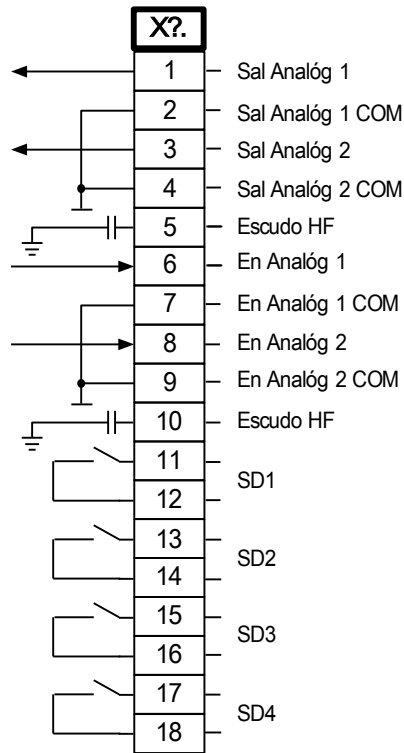 X?.
1 Sal Analóg 1
2 Sal Analóg 1 COM
3 Sal Analóg 2
4 Sal Analóg 2 COM
5 Escudo HF
6 En Analóg 1
7 En Analóg 1 COM
8 En Analóg 2
9 En Analóg 2 COM
10 Escudo HF
11
SD1
12
13
SD2
14
15
SD3
16
17
SD4
18